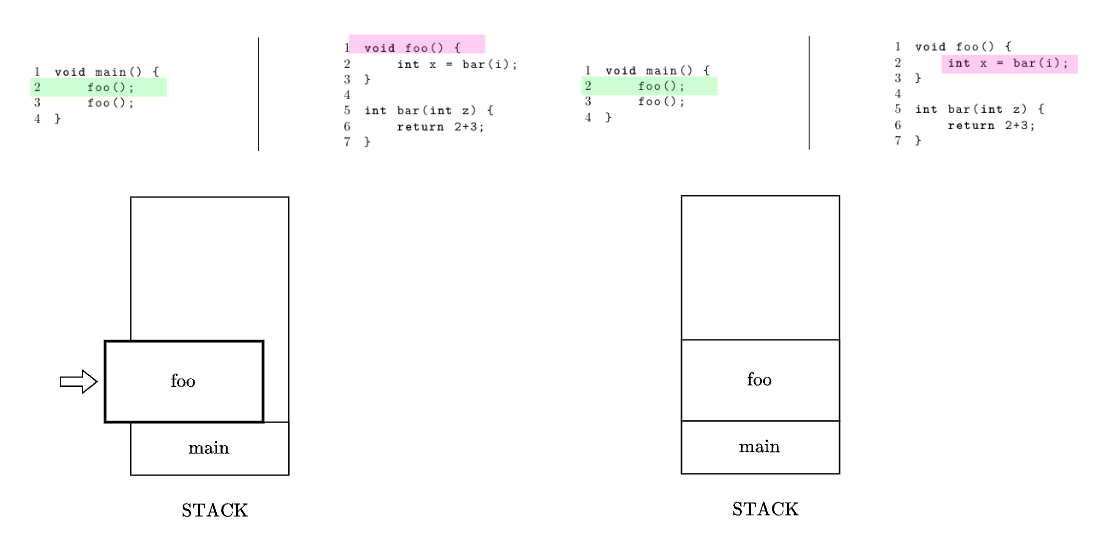 1 void main() {
2 foo();
3 foo();
4 }
1 void foo() {
2 int x = bar(i);
3 }
4
5 int bar(int z) {
6 return 2+3;
7 }
foo
main
STACK
1 void main() {
2 foo();
3 foo();
4 }
1 void foo() {
2 int x = bar(i);
3 }
4
5 int bar(int z) {
6 return 2+3;
7 }
foo
main
STACK